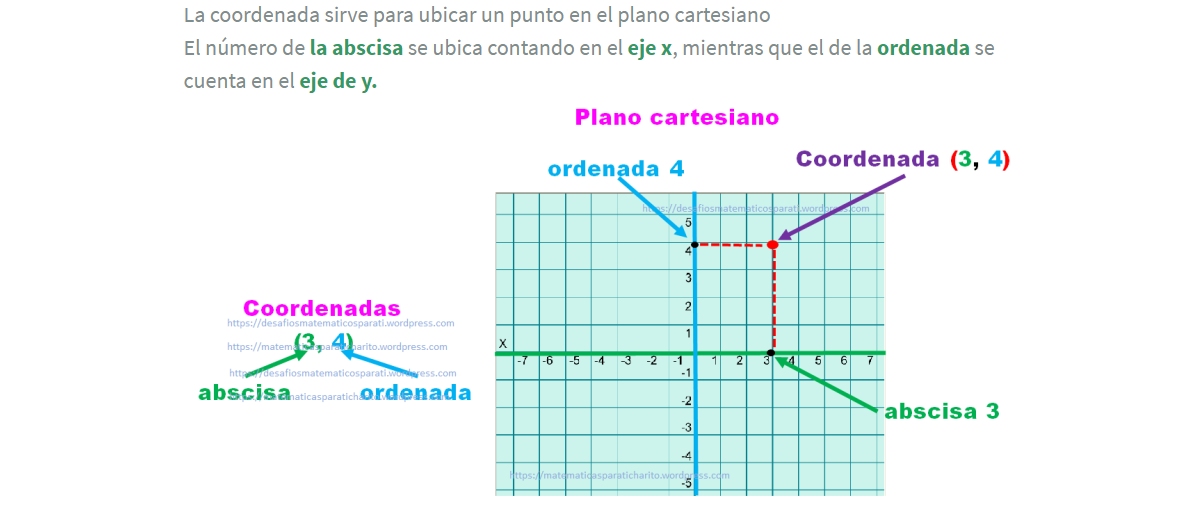 La coordenada sirve para ubicar un punto en el plano cartesiano
El número de la abscisa se ubica contando en el eje x, mientras que el de la ordenada se
cuenta en el eje de y.
Plano cartesiano
Coordenada (3, 4)
ordenada 4
https://desafiosmatematicosparati.wordpress.com
5
4
3
2
1
X
-7 -6 -5 -4 -3 -2 -1 1 2 3 4 5 6 7
-1
-2
-3
-4
-5
abscisa 3
https://matematicasparaticharito.wordpress.com
Coordenadas
https://desafiosmatematicosparati.wordpress.com
(3, 4)
https://matematicasparaticharito.wordpress.com
https://desafiosmatematicosparati.wordpress.com
abscisa ordenada
https://matematicasparaticharito.wordpress.com